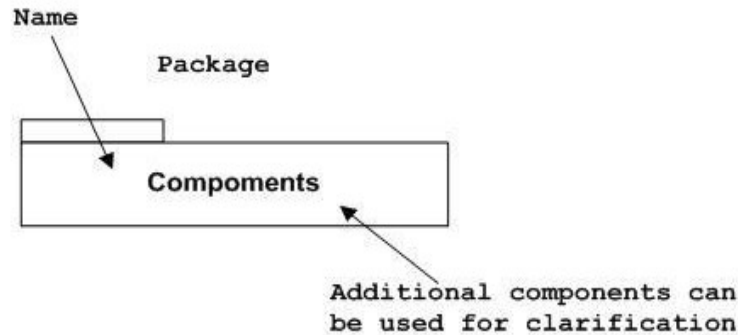 Name
Package
Compoments
Additional components can
be used for clarification